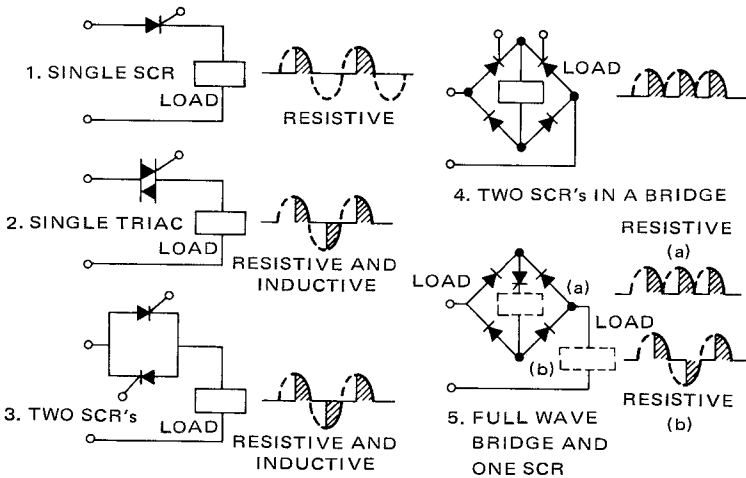 1. SINGLE SCR
LOAD
RESISTIVE
2. SINGLE TRIAC
LOAD
RESISTIVE AND
INDUCTIVE
3. TWO SCR's
LOAD
RESISTIVE AND
INDUCTIVE
LOAD
4. TWO SCR's IN A BRIDGE
RESISTIVE
(a)
LOAD
(a)
LOAD
(b)
RESISTIVE
(b)
5. FULL WAVE
BRIDGE AND
ONE SCR